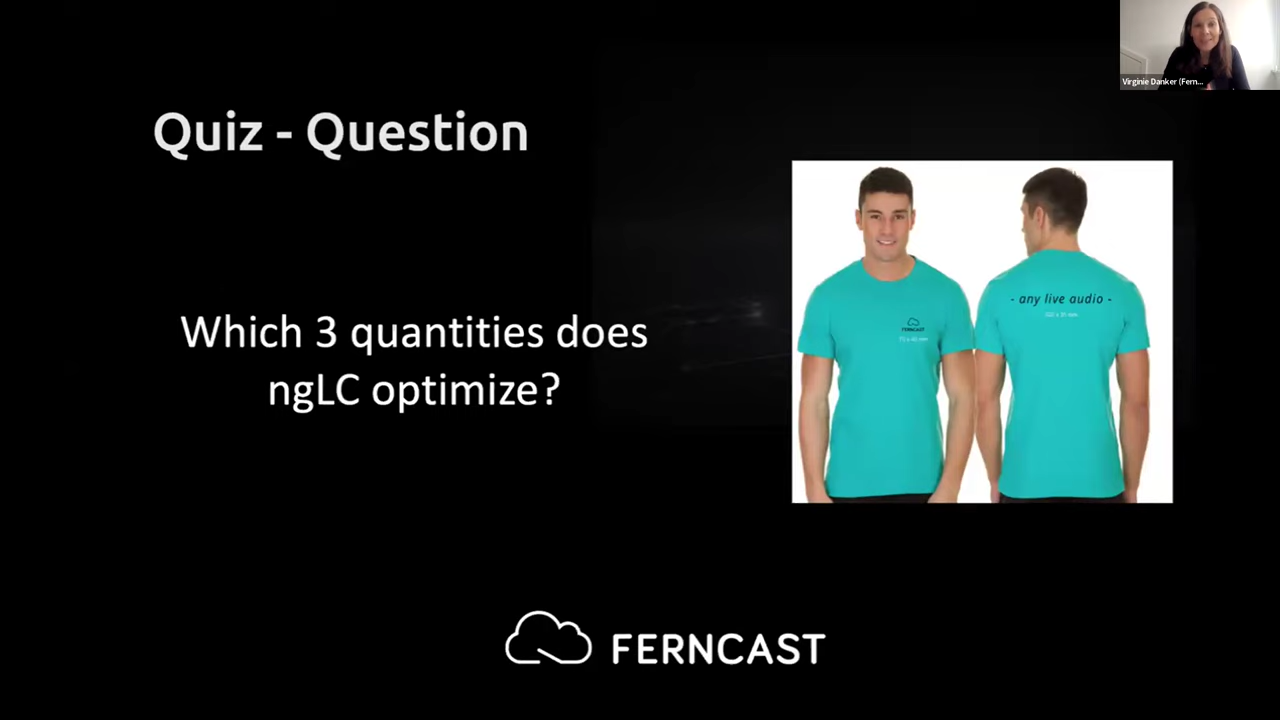 Virginie Danker (Fern...
Quiz - Question
Which 3 quantities does
ngLC optimize?
FERNCAST
- any live audio -
FERNCAST